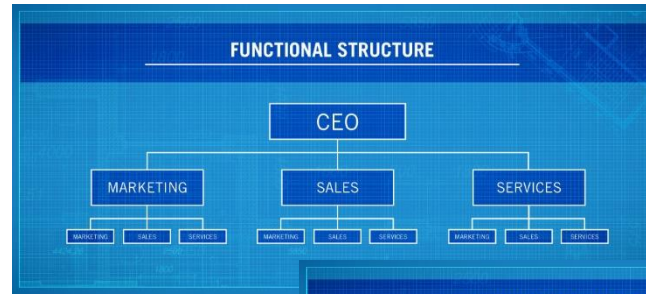 FUNCTIONAL STRUCTURE
CEO
MARKETING SALES SERVICES
MARKETING SALES SERVICES MARKETING SALES SERVICES MARKETING SALES SERVICES